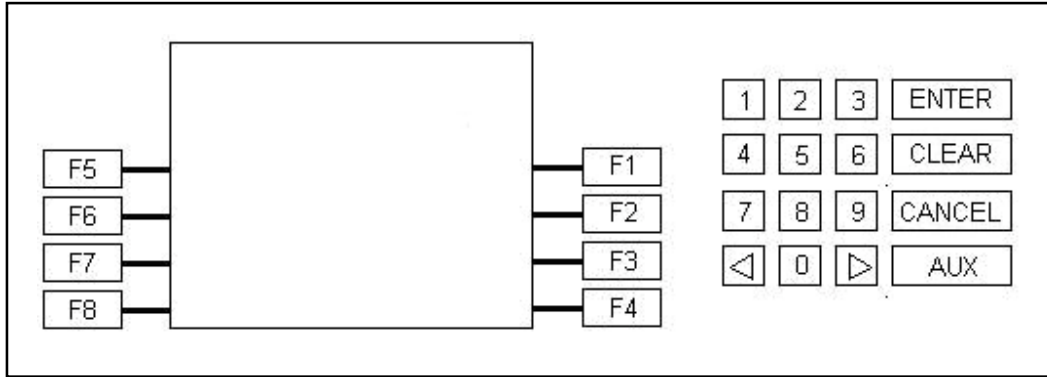 1 2 3 ENTER
F5 F1 4 5 6 CLEAR
F6 F2 7 8 9 CANCEL
F7 F3 0 AUX
F8 F4